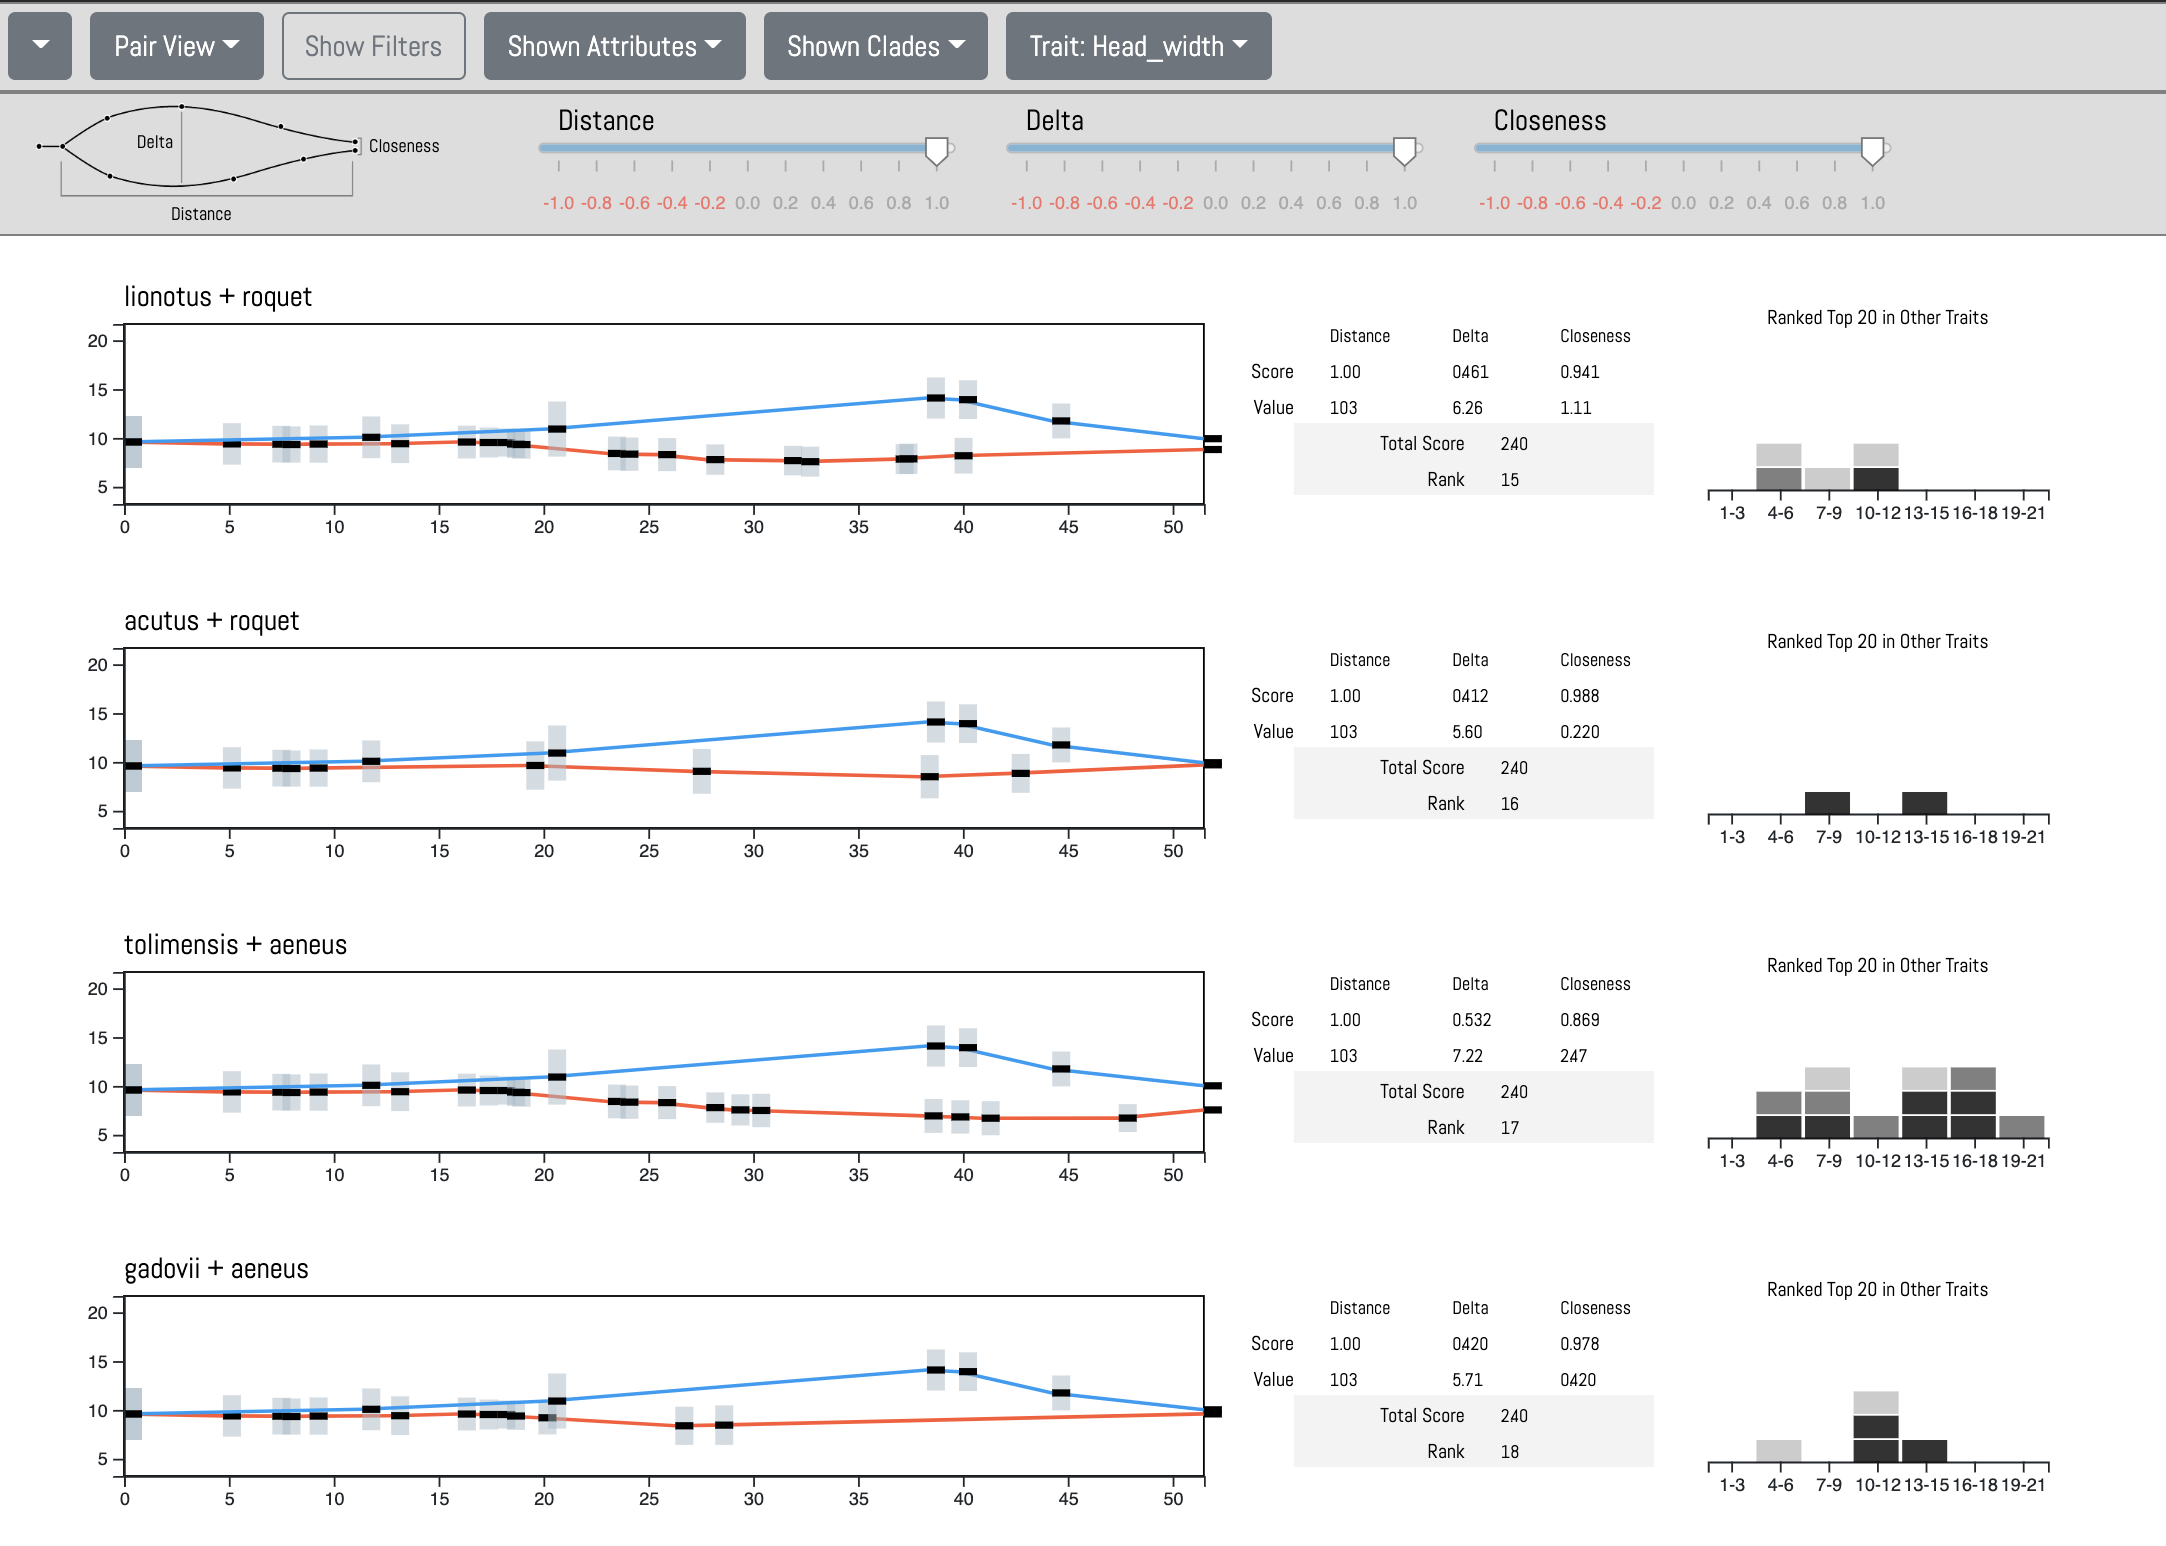 Pair View
Show Filters
Shown Attributes
Shown Clades
Trait: Head_width
Delta
Closeness
Distance
Distance
-1.0 -0.8 -0.6 -0.4 -0.2 0.0 0.2 0.4 0.6 0.8 1.0
Delta
-1.0 -0.8 -0.6 -0.4 -0.2 0.0 0.2 0.4 0.6 0.8 1.0
Closeness
-1.0 -0.8 -0.6 -0.4 -0.2 0.0 0.2 0.4 0.6 0.8 1.0
lionotus + roquet
20
15
10
5
0 5 10 15 20 25 30 35 40 45 50
Distance Delta Closeness
Score 1.00 0461 0.941
Value 103 6.26 1.11
Total Score 240
Rank 15
Ranked Top 20 in Other Traits
1-3 4-6 7-9 10-12 13-15 16-18 19-21
acutus + roquet
20
15
10
5
0 5 10 15 20 25 30 35 40 45 50
Distance Delta Closeness
Score 1.00 0412 0.988
Value 103 5.60 0.220
Total Score 240
Rank 16
Ranked Top 20 in Other Traits
1-3 4-6 7-9 10-12 13-15 16-18 19-21
tolimensis + aeneus
20
15
10
5
0 5 10 15 20 25 30 35 40 45 50
Distance Delta Closeness
Score 1.00 0.532 0.869
Value 103 7.22 247
Total Score 240
Rank 17
Ranked Top 20 in Other Traits
1-3 4-6 7-9 10-12 13-15 16-18 19-21
gadovii + aeneus
20
15
10
5
0 5 10 15 20 25 30 35 40 45 50
Distance Delta Closeness
Score 1.00 0420 0.978
Value 103 5.71 0420
Total Score 240
Rank 18
Ranked Top 20 in Other Traits
1-3 4-6 7-9 10-12 13-15 16-18 19-21